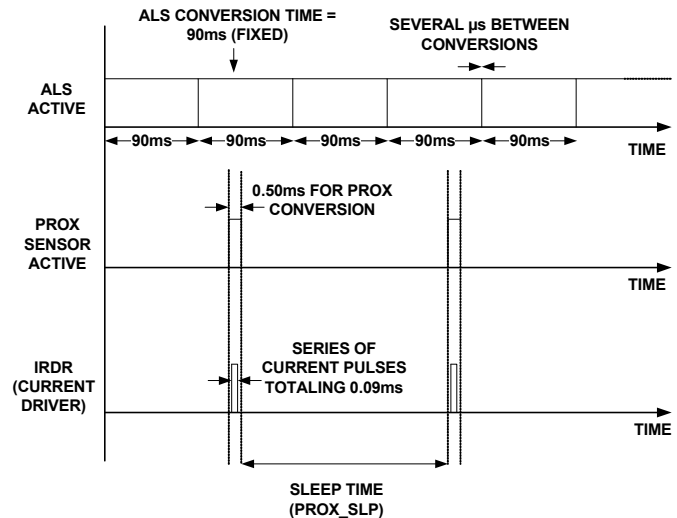 ALS CONVERSION TIME =
90ms (FIXED)
SEVERAL µs BETWEEN
CONVERSIONS
ALS
ACTIVE
90ms
90ms
90ms
90ms
90ms
TIME
0.50ms FOR PROX
CONVERSION
PROX
SENSOR
ACTIVE
TIME
SERIES OF
CURRENT PULSES
TOTALING 0.09ms
IRDR
(CURRENT
DRIVER)
TIME
SLEEP TIME
(PROX_SLP)